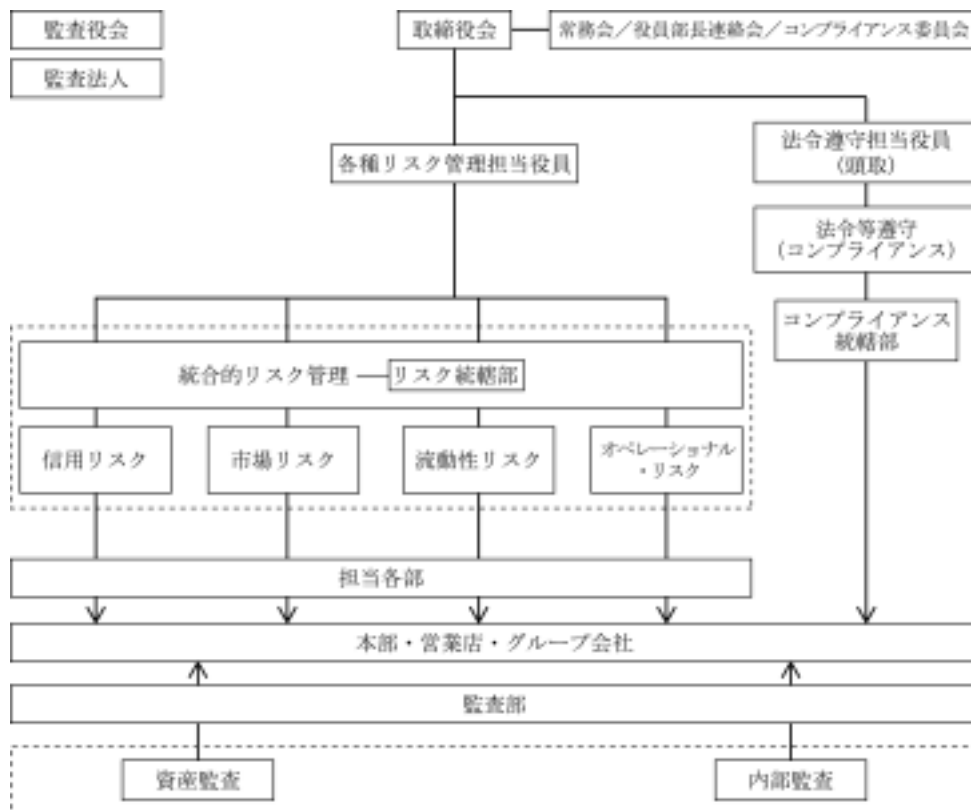 監査役会
取締役会
常務会／役員部長連絡会／コンプライアンス委員会
監査法人
各種リスク管理担当役員
法令遵守担当役員
(頭取)
法令等遵守
(コンプライアンス)
コンプライアンス
統轄部
統合的リスク管理
リスク統轄部
信用リスク
市場リスク
流動性リスク
オペレーショナル
・リスク
担当各部
本部・営業店・グループ会社
監査部
資産監査
内部監査